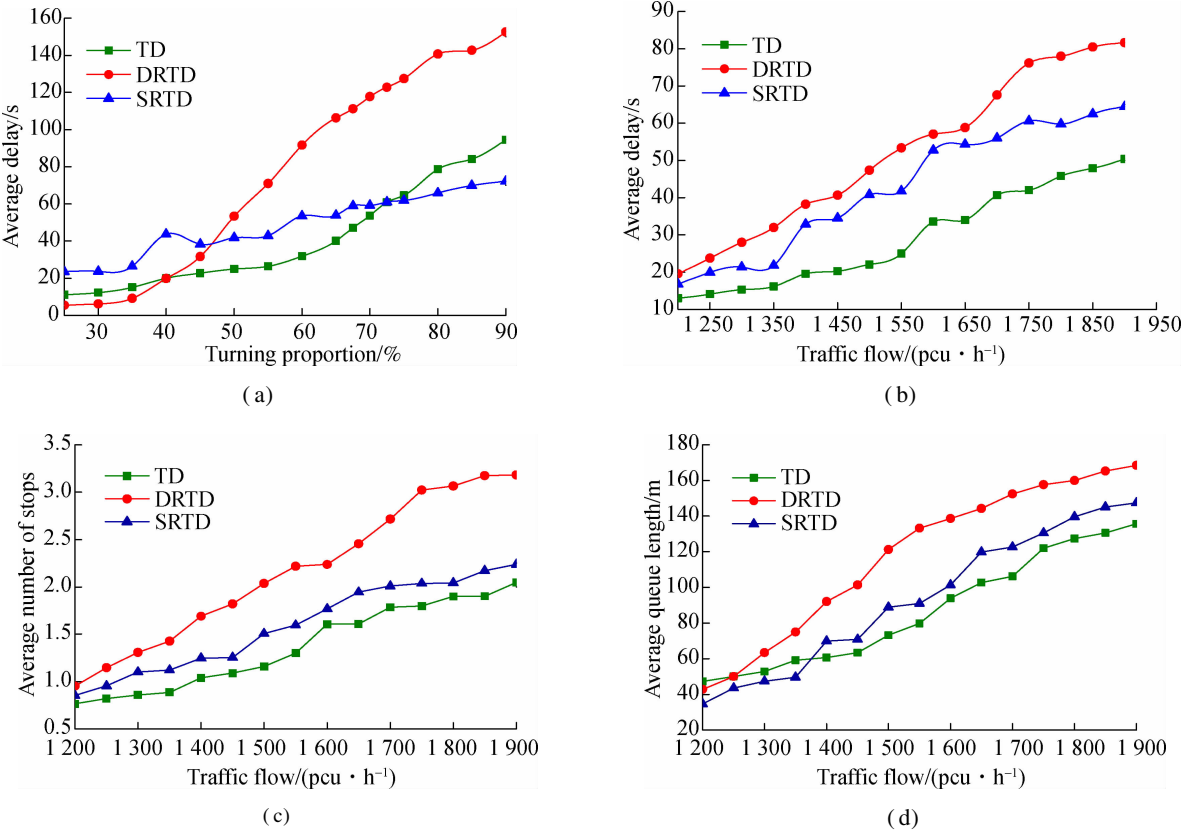 160
140
120
100
80
60
40
20
0
Average delay/s
TD
DRTD
SRTD
30 40 50 60 70 80 90
Turning proportion/%
(a)
90
80
70
60
50
40
30
20
10
Average delay/s
TD
DRTD
SRTD
1 250 1 350 1 450 1 550 1 650 1 750 1 850 1 950
Traffic flow/(pcu · h⁻¹)
(b)
3.5
3.0
2.5
2.0
1.5
1.0
0.5
Average number of stops
TD
DRTD
SRTD
1 200 1 300 1 400 1 500 1 600 1 700 1 800 1 900
Traffic flow/(pcu · h⁻¹)
(c)
180
160
140
120
100
80
60
40
20
Average queue length/m
TD
DRTD
SRTD
1 200 1 300 1 400 1 500 1 600 1 700 1 800 1 900
Traffic flow/(pcu · h⁻¹)
(d)